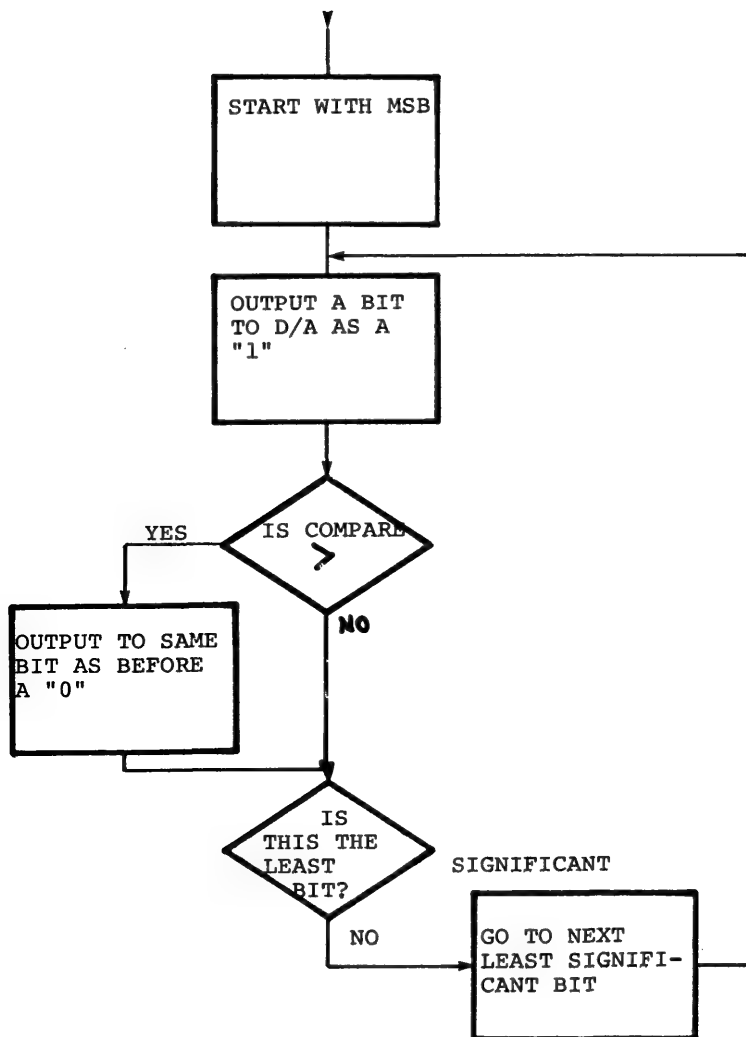 START WITH MSB
OUTPUT A BIT
TO D/A AS A
"1"
IS COMPARE
>
YES
NO
OUTPUT TO SAME
BIT AS BEFORE
A "0"
IS
THIS THE
LEAST
BIT?
SIGNIFICANT
NO
GO TO NEXT
LEAST SIGNIFI-
CANT BIT